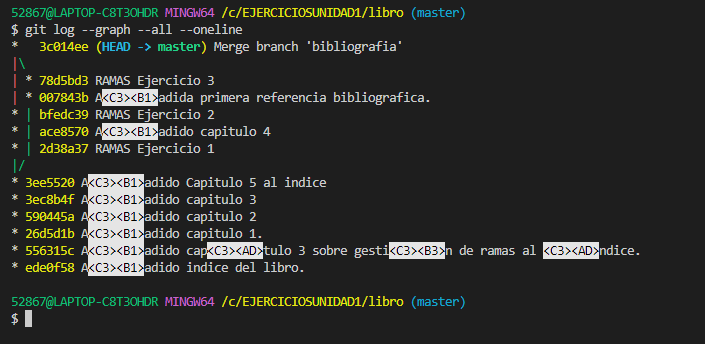 52867@LAPTOP-C8T3OHDR MINGW64 /c/EJERCICIOSUNIDAD1/libro (master)
$ git log --graph --all --oneline
*   3c014ee (HEAD -> master) Merge branch 'bibliografia'
|\
| * 78d5bd3 RAMAS Ejercicio 3
| * 007843b A<C3><B1>adida primera referencia bibliografica.
* | bfedc39 RAMAS Ejercicio 2
* | ace8570 A<C3><B1>adido capitulo 4
* | 2d38a37 RAMAS Ejercicio 1
|/
* 3ee5520 A<C3><B1>adido Capitulo 5 al indice
* 3ec8b4f A<C3><B1>adido capitulo 3
* 590445a A<C3><B1>adido capitulo 2
* 26d5d1b A<C3><B1>adido capitulo 1.
* 556315c A<C3><B1>adido cap<C3><AD>tulo 3 sobre gesti<C3><B3>n de ramas al <C3><AD>ndice.
* ede0f58 A<C3><B1>adido indice del libro.
52867@LAPTOP-C8T3OHDR MINGW64 /c/EJERCICIOSUNIDAD1/libro (master)
$